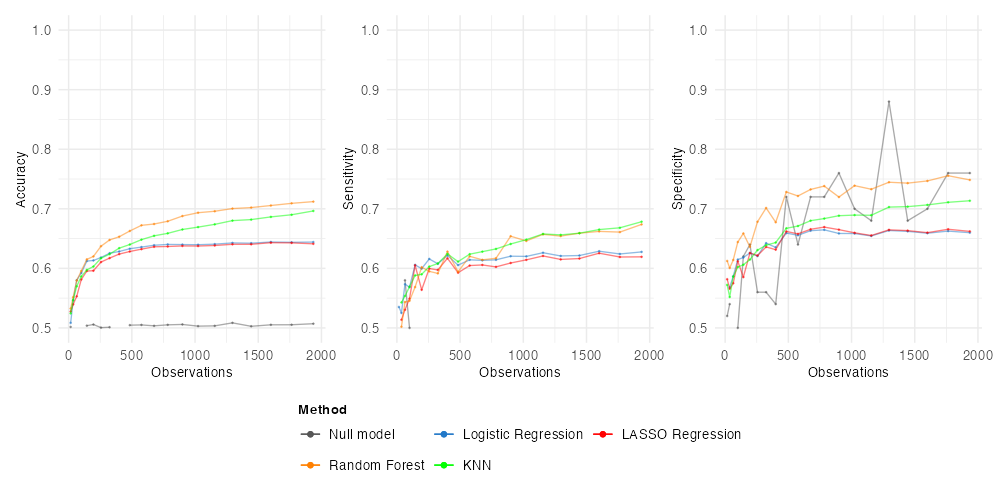 1.0
0.9
0.8
0.7
0.6
0.5
Accuracy
0 500 1000 1500 2000
Observations
1.0
0.9
0.8
0.7
0.6
0.5
Sensitivity
0 500 1000 1500 2000
Observations
1.0
0.9
0.8
0.7
0.6
0.5
Specificity
0 500 1000 1500 2000
Observations
Method
Null model Logistic Regression LASSO Regression
Random Forest KNN